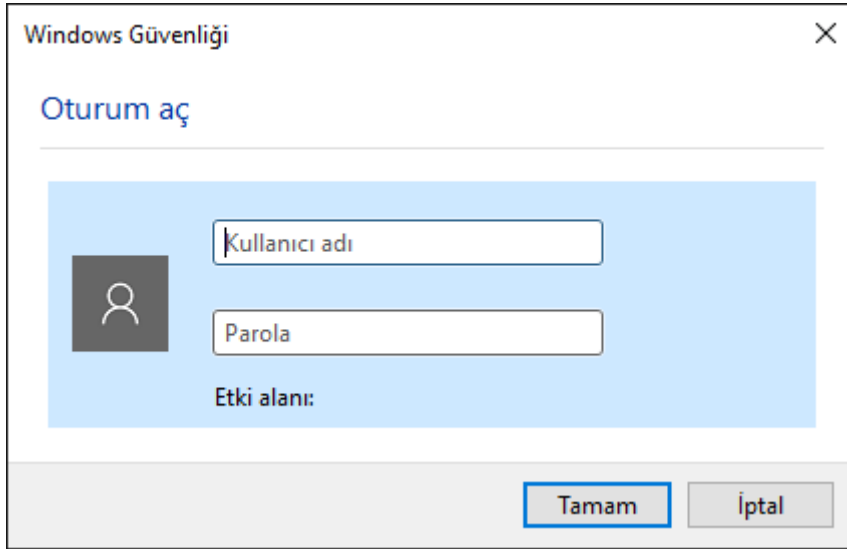 Windows Güvenliği
Oturum aç
Kullanıcı adı
Parola
Etki alanı:
Tamam
İptal